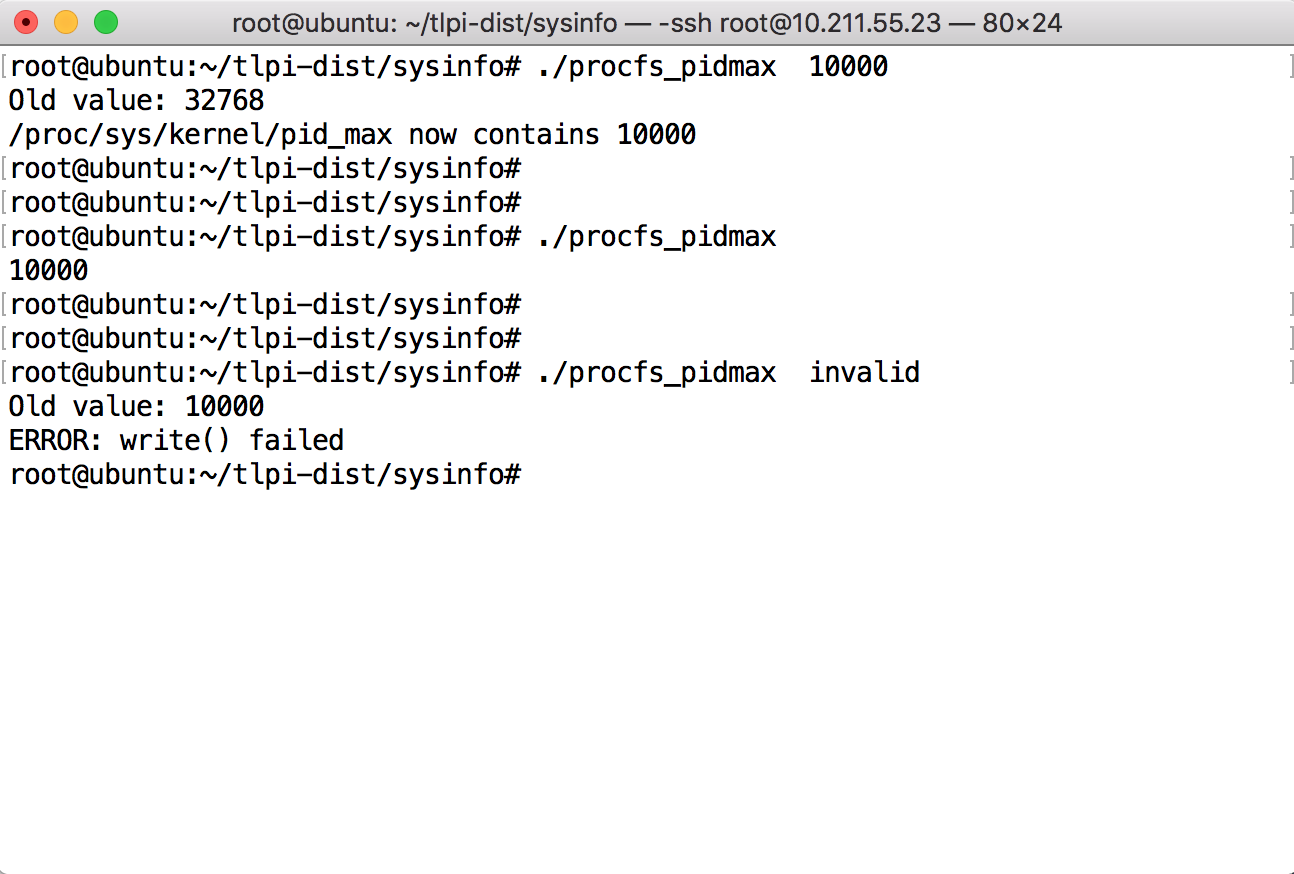 root@ubuntu: ~/tlpi-dist/sysinfo — -ssh root@10.211.55.23 — 80×24
[root@ubuntu:~/tlpi-dist/sysinfo# ./procfs_pidmax  10000 ]
Old value: 32768
/proc/sys/kernel/pid_max now contains 10000
[root@ubuntu:~/tlpi-dist/sysinfo# ]
[root@ubuntu:~/tlpi-dist/sysinfo# ]
[root@ubuntu:~/tlpi-dist/sysinfo# ./procfs_pidmax ]
10000
[root@ubuntu:~/tlpi-dist/sysinfo# ]
[root@ubuntu:~/tlpi-dist/sysinfo# ]
[root@ubuntu:~/tlpi-dist/sysinfo# ./procfs_pidmax  invalid ]
Old value: 10000
ERROR: write() failed
root@ubuntu:~/tlpi-dist/sysinfo#